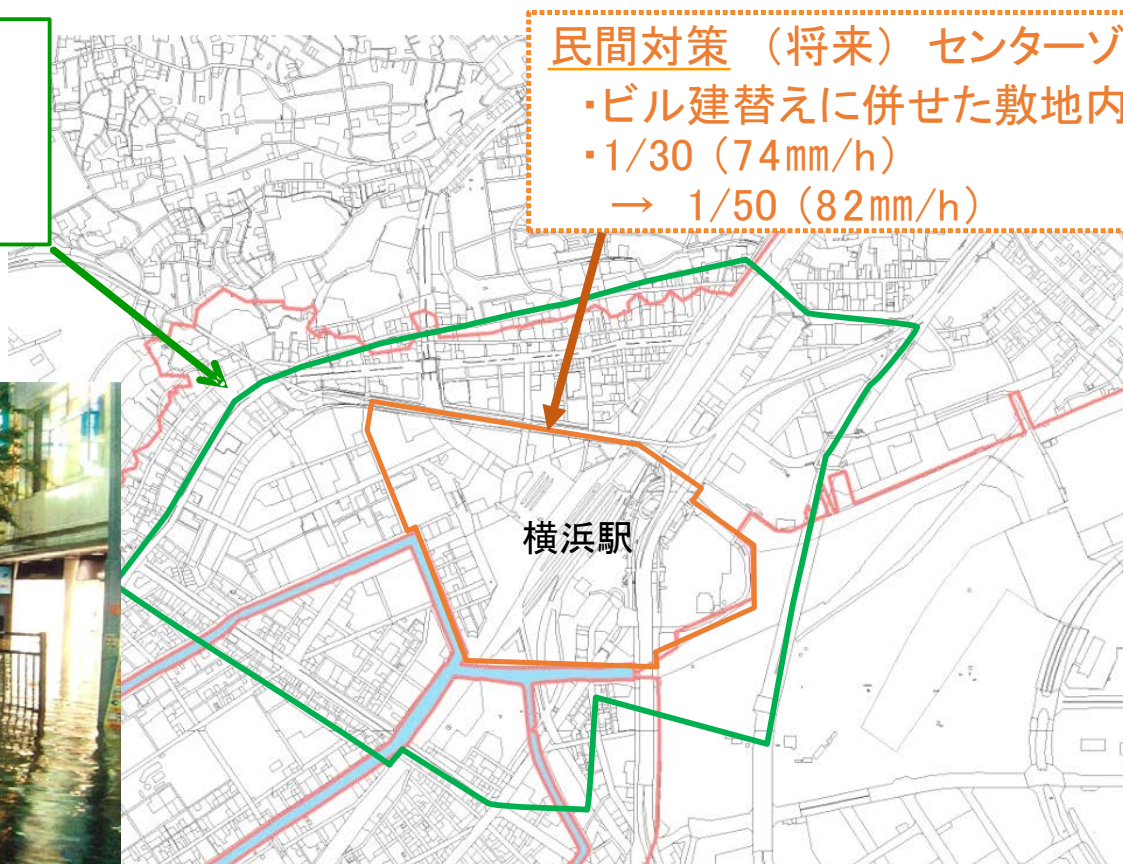 民間対策 （将来） センターゾ
・ビル建替えに併せた敷地内
・1/30（74㎜/h）
→ 1/50（82㎜/h）
横浜駅